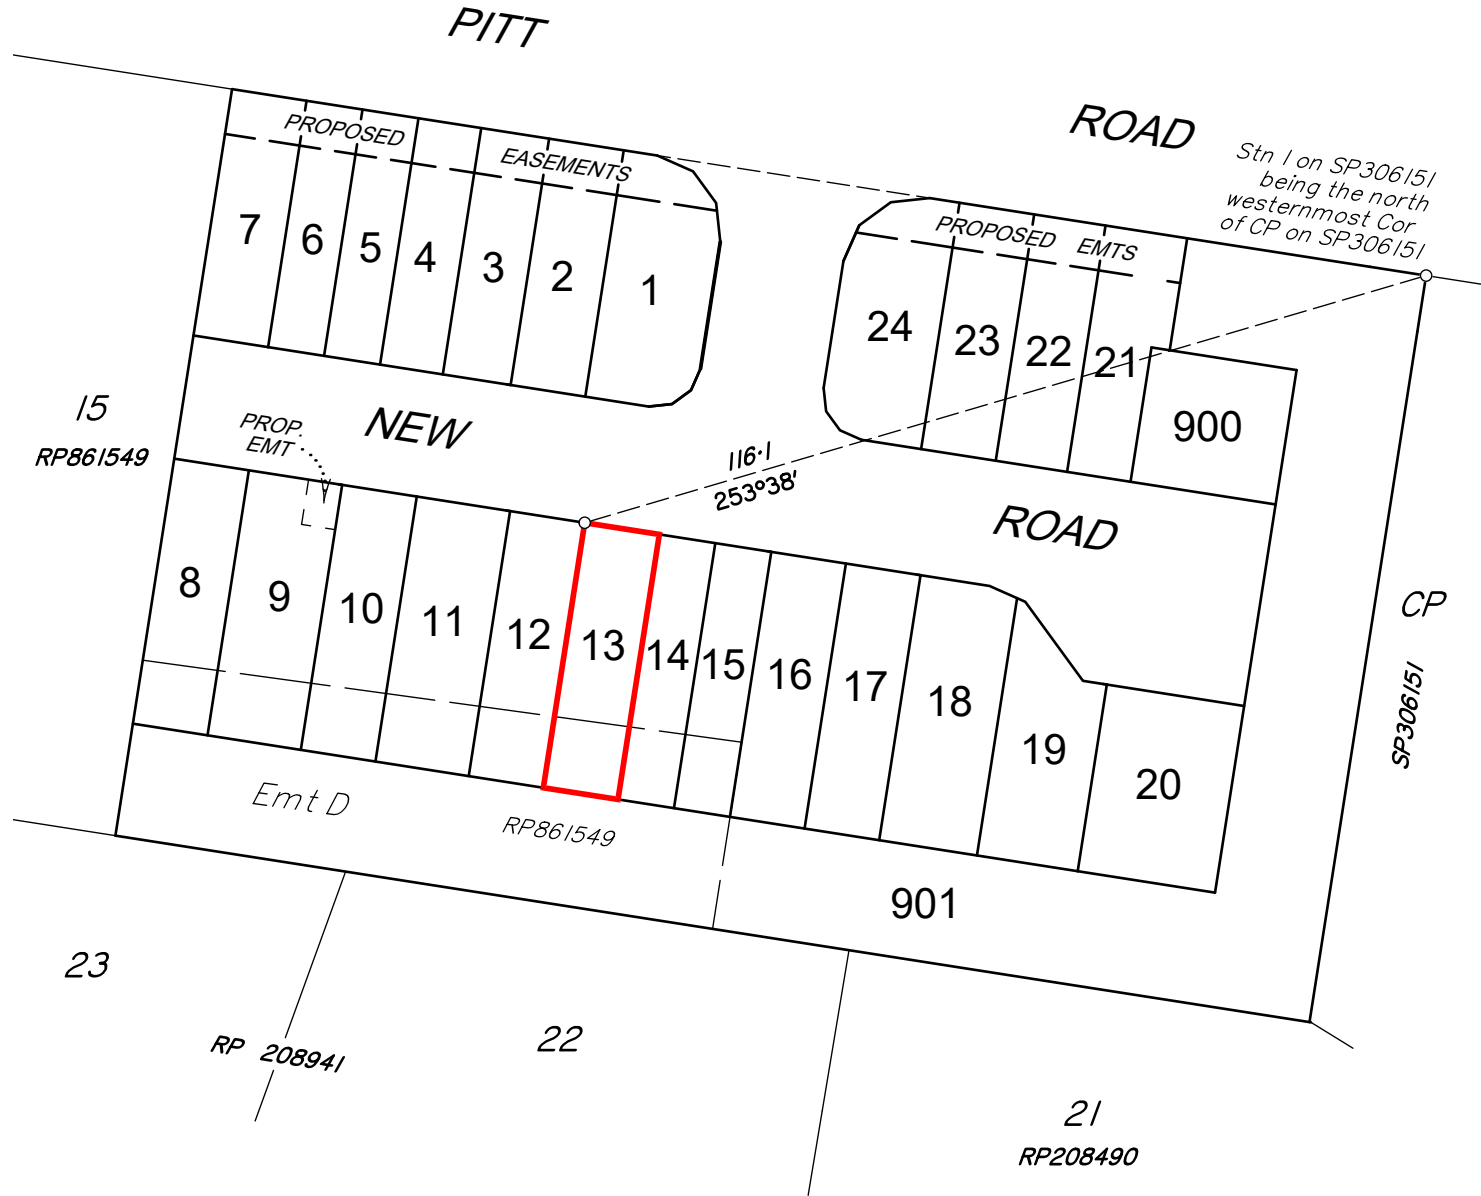 PITT
ROAD
Stn 1 on SP306151
being the north
westernmost Cor
of CP on SP306151
PROPOSED
EASEMENTS
PROPOSED EMTS
7
6
5
4
3
2
1
24
23
22
21
900
15
RP861549
PROP.
EMT
NEW
116·1
253°38'
ROAD
CP
SP306151
8
9
10
11
12
13
14
15
16
17
18
19
20
Emt D
RP861549
901
23
RP 208941
22
21
RP208490